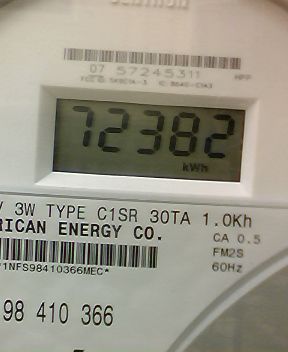 07 57245311 HPP
72382
kWh
V 3W TYPE C1SR 30TA 1.0Kh
RICAN ENERGY CO.
CA 0.5
FM2S
60Hz
*1NFS98410366MEC*
98 410 366